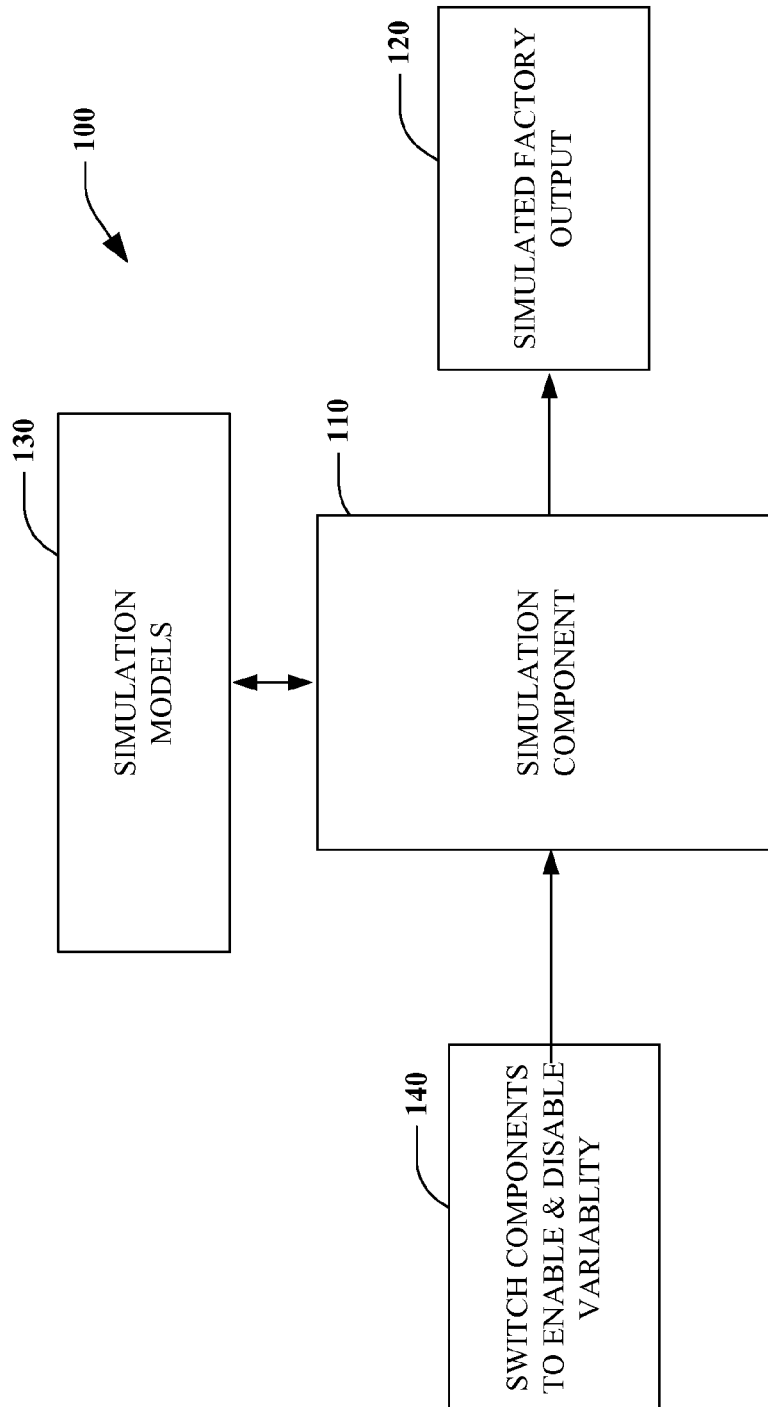 100
130
SIMULATION
MODELS
140
SWITCH COMPONENTS
TO ENABLE & DISABLE
VARIABLITY
110
SIMULATION
COMPONENT
120
SIMULATED FACTORY
OUTPUT